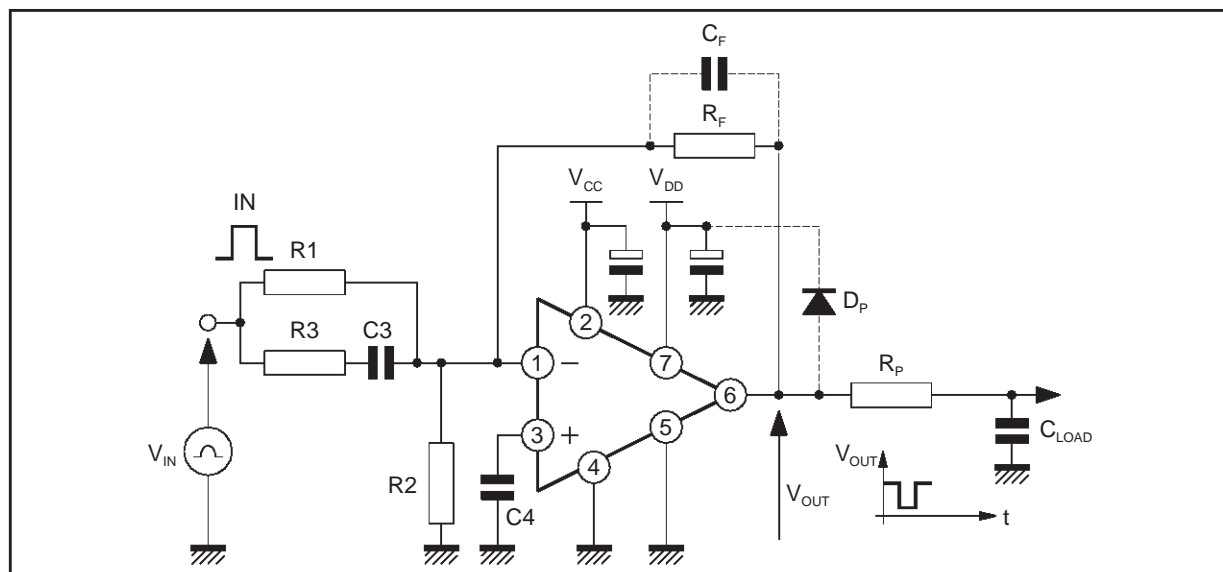 C_F
R_F
V_CC
V_DD
IN
R1
R3
C3
D_P
R_P
1
−
2
7
6
3
+
4
5
V_IN
R2
C4
V_OUT
C_LOAD
V_OUT
t